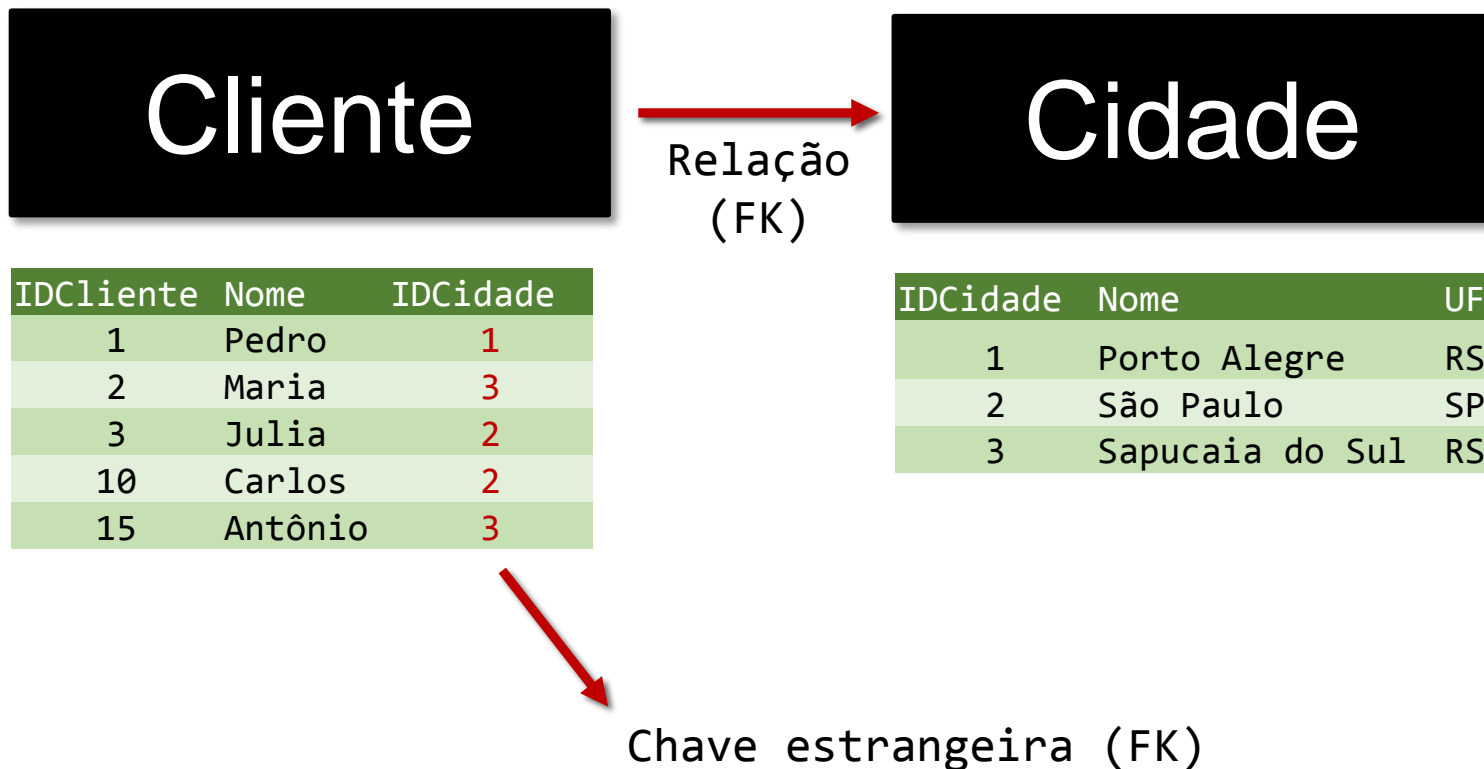 Cliente
Relação
(FK)
Cidade
IDCliente Nome IDCidade
1 Pedro 1
2 Maria 3
3 Julia 2
10 Carlos 2
15 Antônio 3
IDCidade Nome UF
1 Porto Alegre RS
2 São Paulo SP
3 Sapucaia do Sul RS
Chave estrangeira (FK)